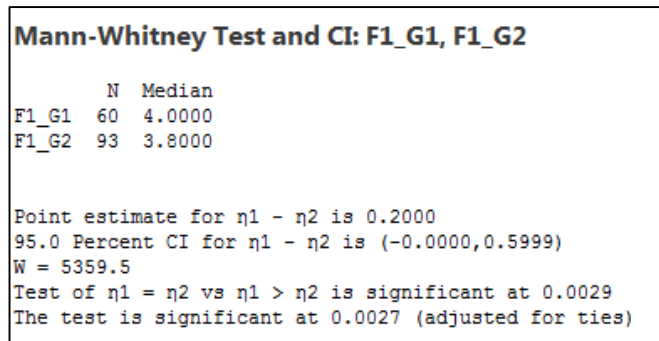 Mann-Whitney Test and CI: F1_G1, F1_G2
N Median
F1_G1 60 4.0000
F1_G2 93 3.8000
Point estimate for η1 - η2 is 0.2000
95.0 Percent CI for η1 - η2 is (-0.0000,0.5999)
W = 5359.5
Test of η1 = η2 vs η1 > η2 is significant at 0.0029
The test is significant at 0.0027 (adjusted for ties)